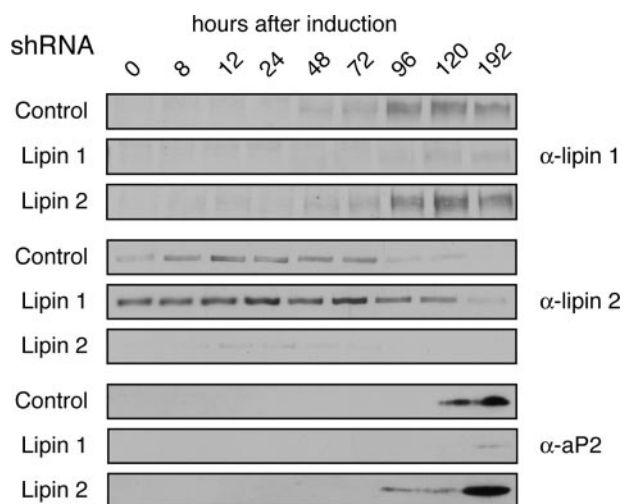 hours after induction
shRNA
0 8 12 24 48 72 96 120 192
Control
Lipin 1 α-lipin 1
Lipin 2
Control
Lipin 1 α-lipin 2
Lipin 2
Control
Lipin 1 α-aP2
Lipin 2